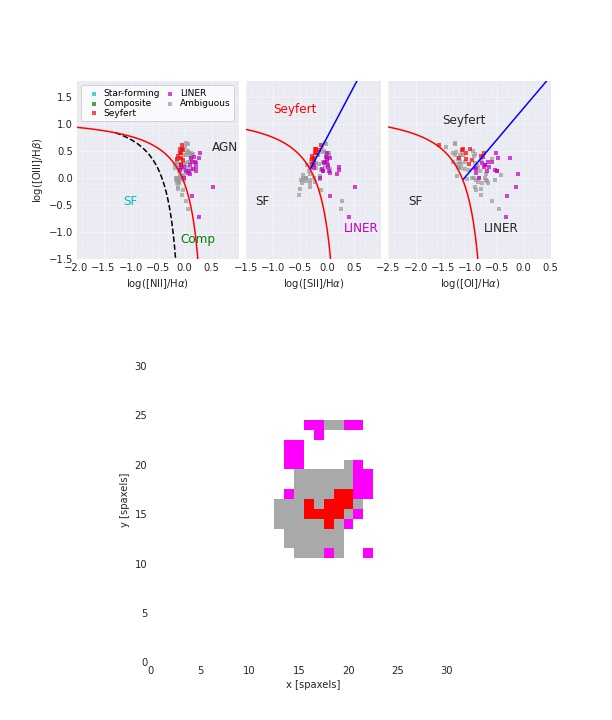 Star-forming
Composite
Seyfert
LINER
Ambiguous
AGN
SF
Comp
Seyfert
SF
LINER
Seyfert
SF
LINER
1.5
1.0
0.5
0.0
−0.5
−1.0
−1.5
log([OIII]/Hβ)
−2.0 −1.5 −1.0 −0.5 0.0 0.5
−1.5 −1.0 −0.5 0.0 0.5
−2.5 −2.0 −1.5 −1.0 −0.5 0.0 0.5
log([NII]/Hα)
log([SII]/Hα)
log([OI]/Hα)
30
25
20
15
10
5
0
y [spaxels]
0 5 10 15 20 25 30
x [spaxels]